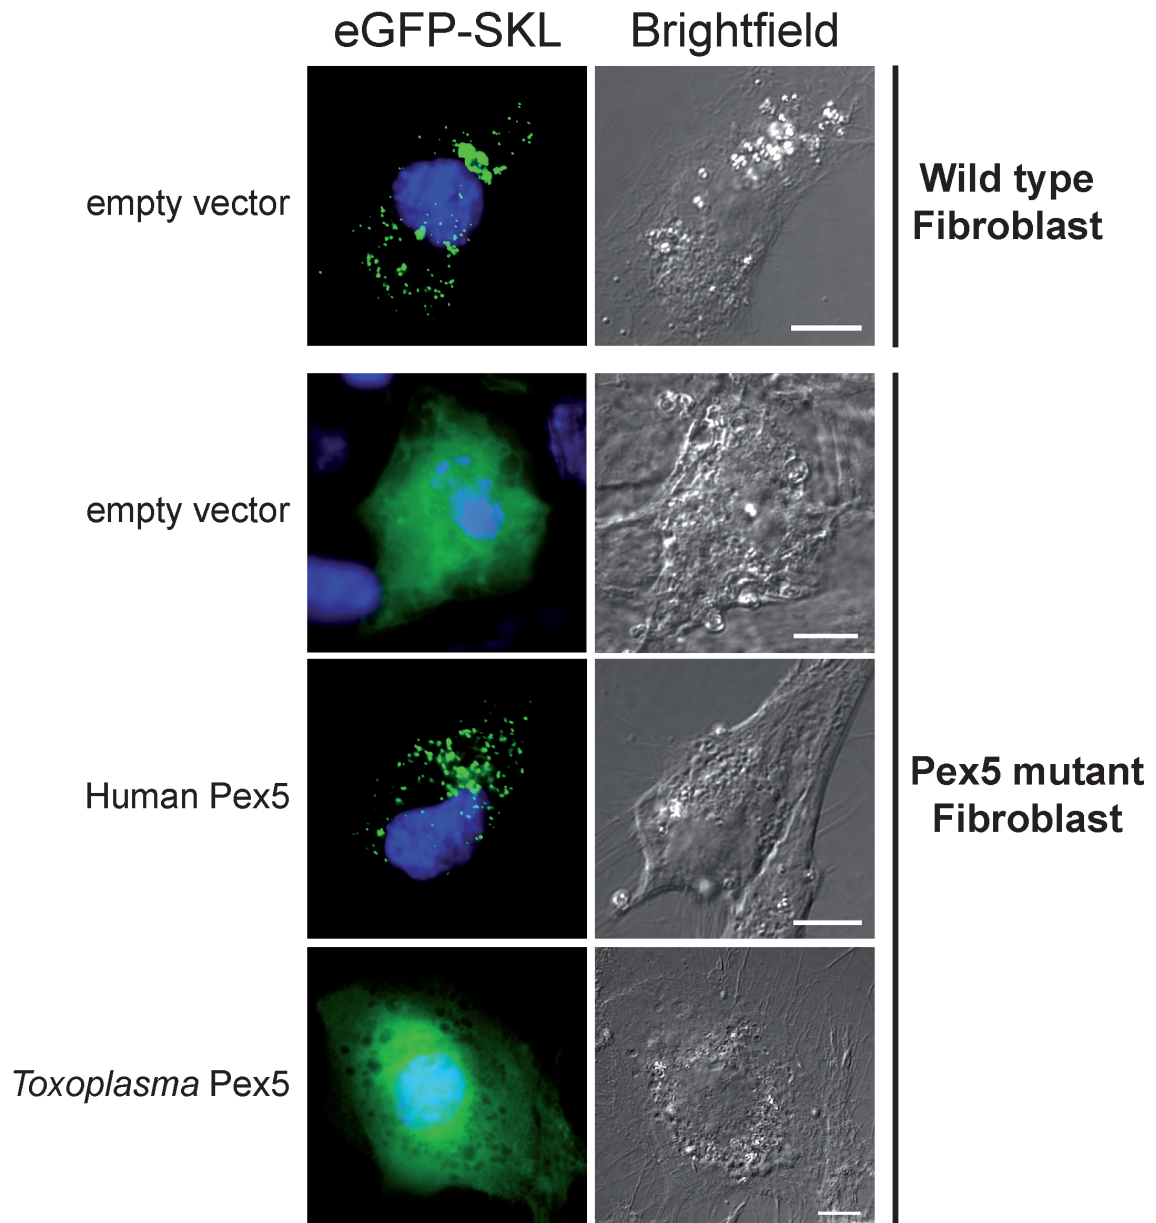 eGFP-SKL Brightfield
empty vector
Wild type
Fibroblast
empty vector
Human Pex5
Pex5 mutant
Fibroblast
Toxoplasma Pex5